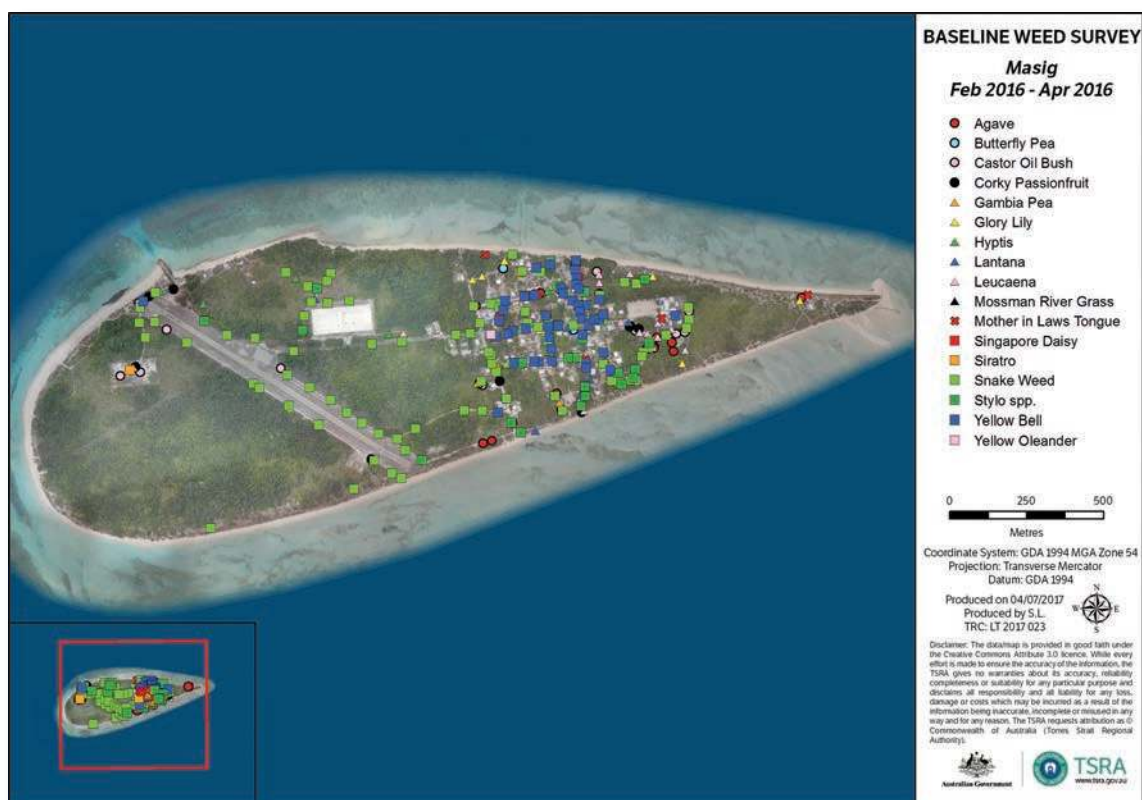 BASELINE WEED SURVEY
Masig
Feb 2016 - Apr 2016
Agave
Butterfly Pea
Castor Oil Bush
Corky Passionfruit
Gambia Pea
Glory Lily
Hyptis
Lantana
Leucaena
Mossman River Grass
Mother in Laws Tongue
Singapore Daisy
Siratro
Snake Weed
Stylo spp.
Yellow Bell
Yellow Oleander
0 250 500
Metres
Coordinate System: GDA 1994 MGA Zone 54
Projection: Transverse Mercator
Datum: GDA 1994
Produced on 04/07/2017
Produced by S.L.
TRC: LT 2017 023
N
W E
S
Disclaimer: The data/map is provided in good faith under
the Creative Commons Attribute 3.0 licence. While every
effort is made to ensure the accuracy of the information, the
TSRA gives no warranties about its accuracy, reliability
completeness or suitability for any particular purpose and
disclaims all responsibility and all liability for any loss,
damage or costs which may be incurred as a result of the
information being inaccurate, incomplete or misused in any
way and for any reason. The TSRA requests attribution as ©
Commonwealth of Australia (Torres Strait Regional
Authority).
Australian Government
TSRA
www.tsra.gov.au